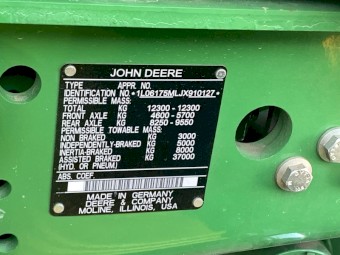 JOHN DEERE
TYPE APPR. NO.
IDENTIFICATION NO. *1L06175MLJX910127*
PERMISSIBLE MASS:
TOTAL KG 12300 - 12300
FRONT AXLE KG 4600 - 5700
REAR AXLE KG 8250 - 9550
PERMISSIBLE TOWABLE MASS:
NON BRAKED KG 3000
INDEPENDENTLY-BRAKED KG 5000
INERTIA-BRAKED KG 8000
ASSISTED BRAKED KG 37000
(HYD. OR PNEUM.)
ABS. COEF.
MADE IN GERMANY
DEERE & COMPANY
MOLINE, ILLINOIS, USA